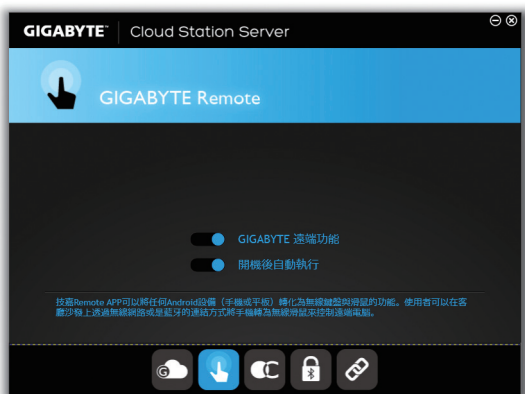 GIGABYTE™ Cloud Station Server
GIGABYTE Remote
GIGABYTE 遠端功能
開機後自動執行
技嘉Remote APP可以將任何Android設備（手機或平板）轉化為無線鍵盤與滑鼠的功能。使用者可以在客
廳沙發上透過無線網路或是藍牙的連結方式將手機轉為無線滑鼠來控制遠端電腦。
G